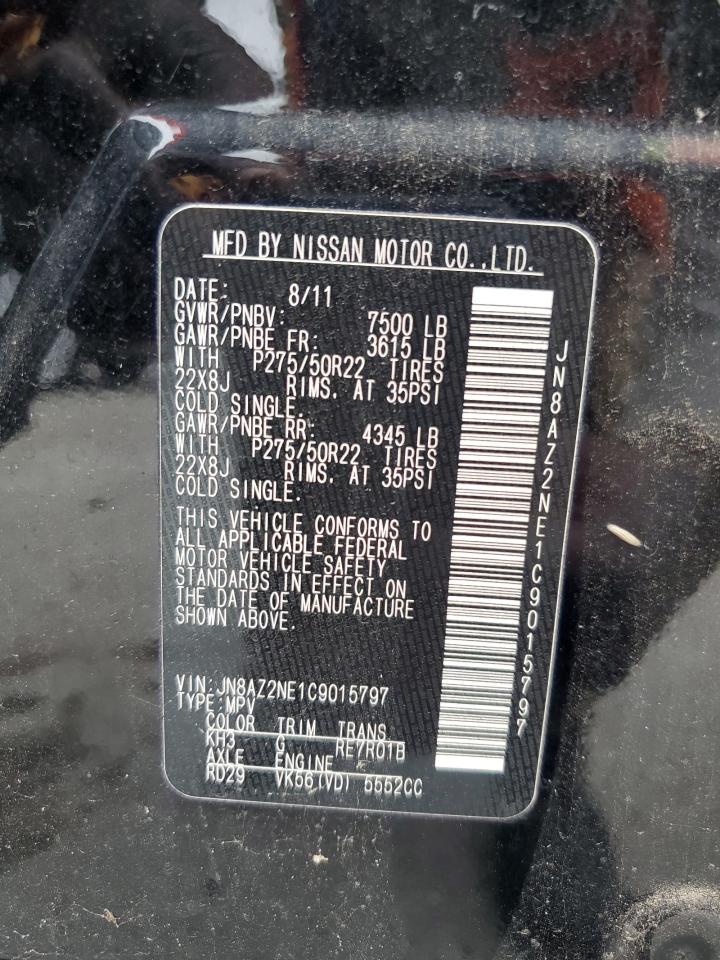 MFD BY NISSAN MOTOR CO.,LTD.
DATE: 8/11
GVWR/PNBV: 7500 LB
GAWR/PNBE FR: 3615 LB
WITH P275/50R22 TIRES
22X8J RIMS. AT 35PSI
COLD SINGLE.
GAWR/PNBE RR: 4345 LB
WITH P275/50R22 TIRES
22X8J RIMS. AT 35PSI
COLD SINGLE.
THIS VEHICLE CONFORMS TO
ALL APPLICABLE FEDERAL
MOTOR VEHICLE SAFETY
STANDARDS IN EFFECT ON
THE DATE OF MANUFACTURE
SHOWN ABOVE.
VIN:JN8AZ2NE1C9015797
TYPE:MPV
COLOR TRIM TRANS
KH3 G RE7R01B
AXLE ENGINE
RD29 VK56(VD) 5552CC
JN8AZ2NE1C9015797